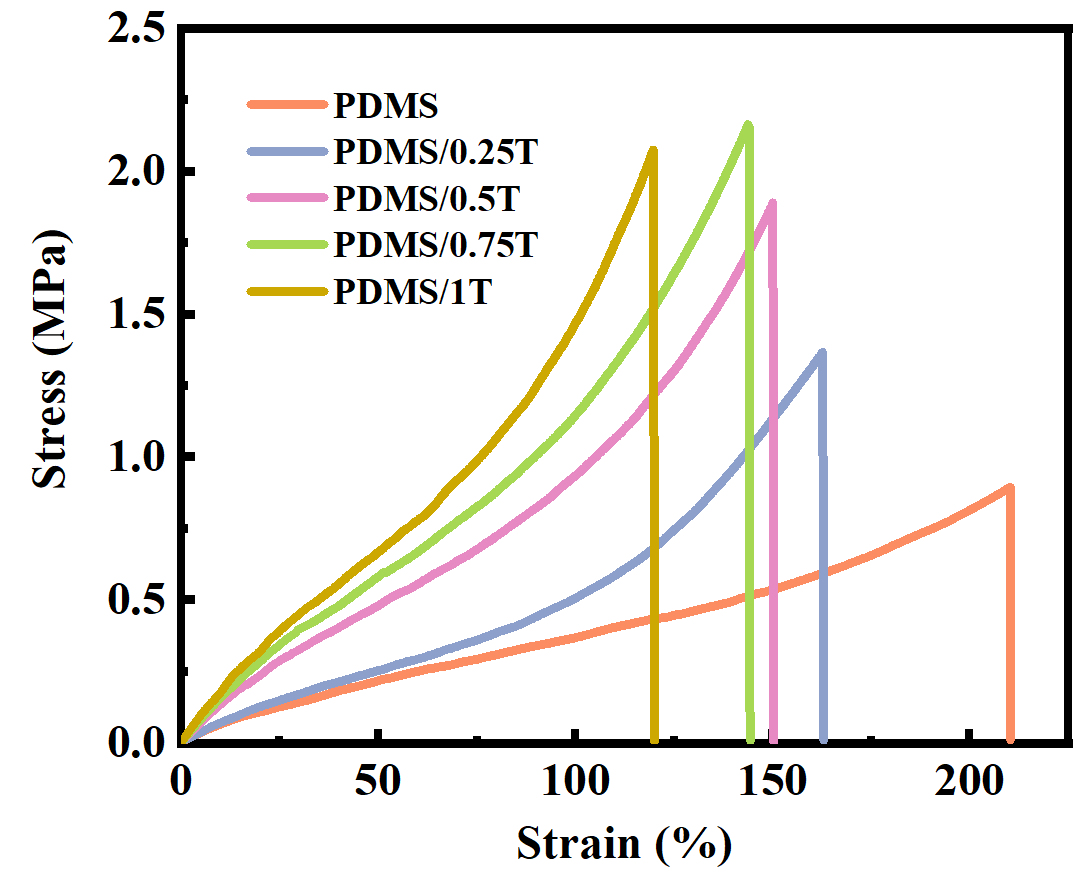 2.5
2.0
1.5
1.0
0.5
0.0
Stress (MPa)
PDMS
PDMS/0.25T
PDMS/0.5T
PDMS/0.75T
PDMS/1T
0 50 100 150 200
Strain (%)